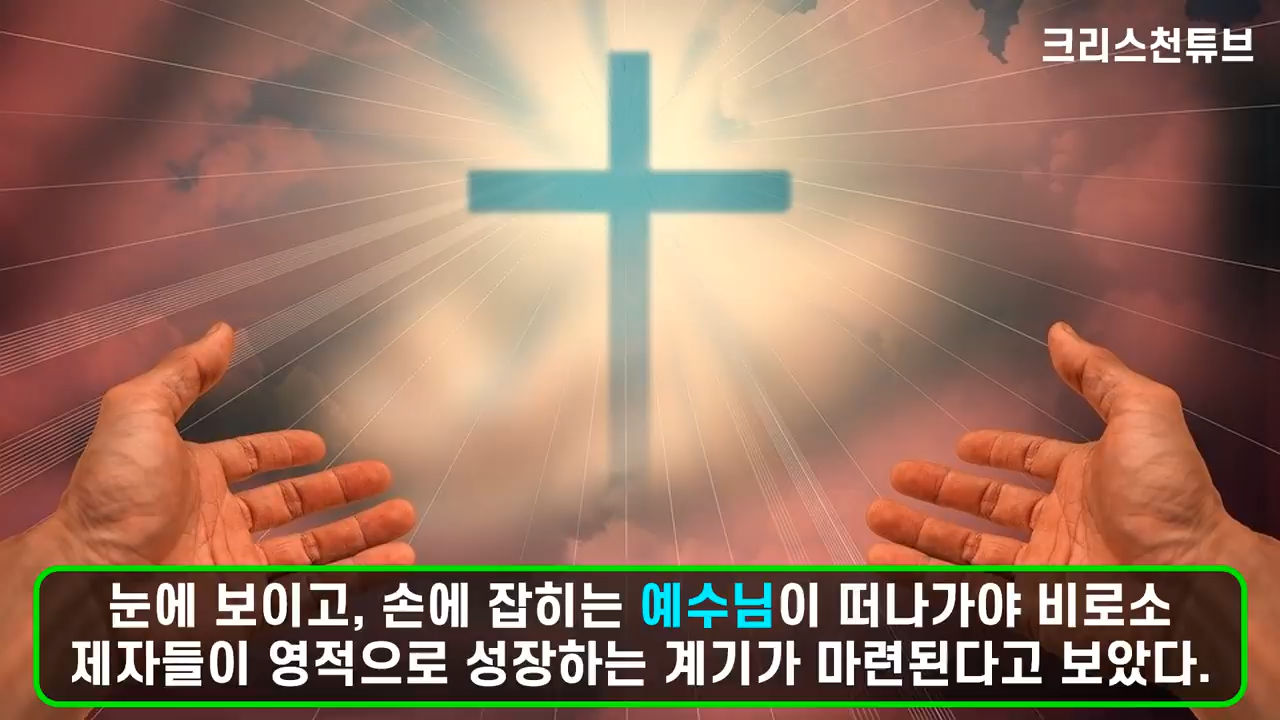 크리스천튜브
눈에 보이고, 손에 잡히는 예수님이 떠나가야 비로소
제자들이 영적으로 성장하는 계기가 마련된다고 보았다.